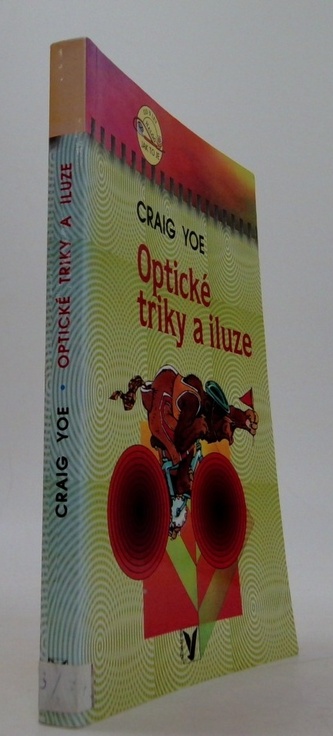 CRAIG YOE
Optické
triky a iluze
CRAIG YOE • OPTICKÉ TRIKY A ILUZE